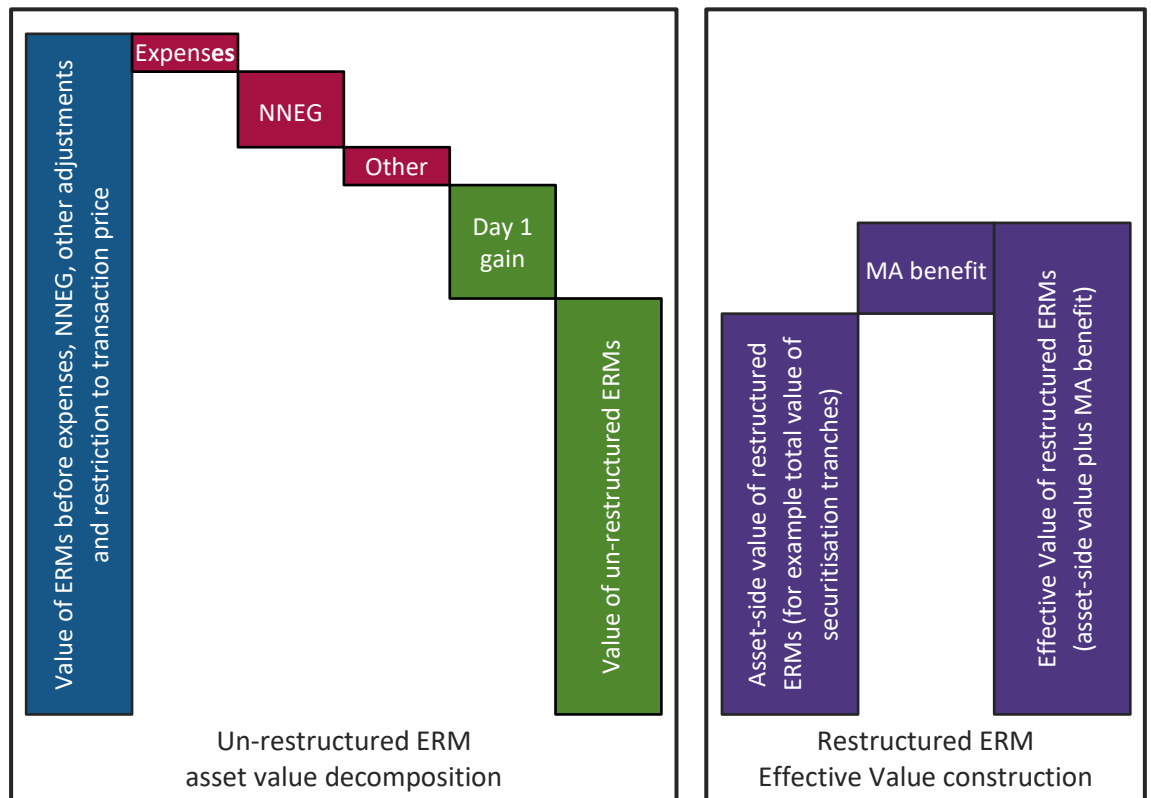 Value of ERMs before expenses, NNEG, other adjustments
and restriction to transaction price
Expenses
NNEG
Other
Day 1
gain
Value of un-restructured ERMs
Un-restructured ERM
asset value decomposition
Asset-side value of restructured
ERMs (for example total value of
securitisation tranches)
MA benefit
Effective Value of restructured ERMs
(asset-side value plus MA benefit)
Restructured ERM
Effective Value construction